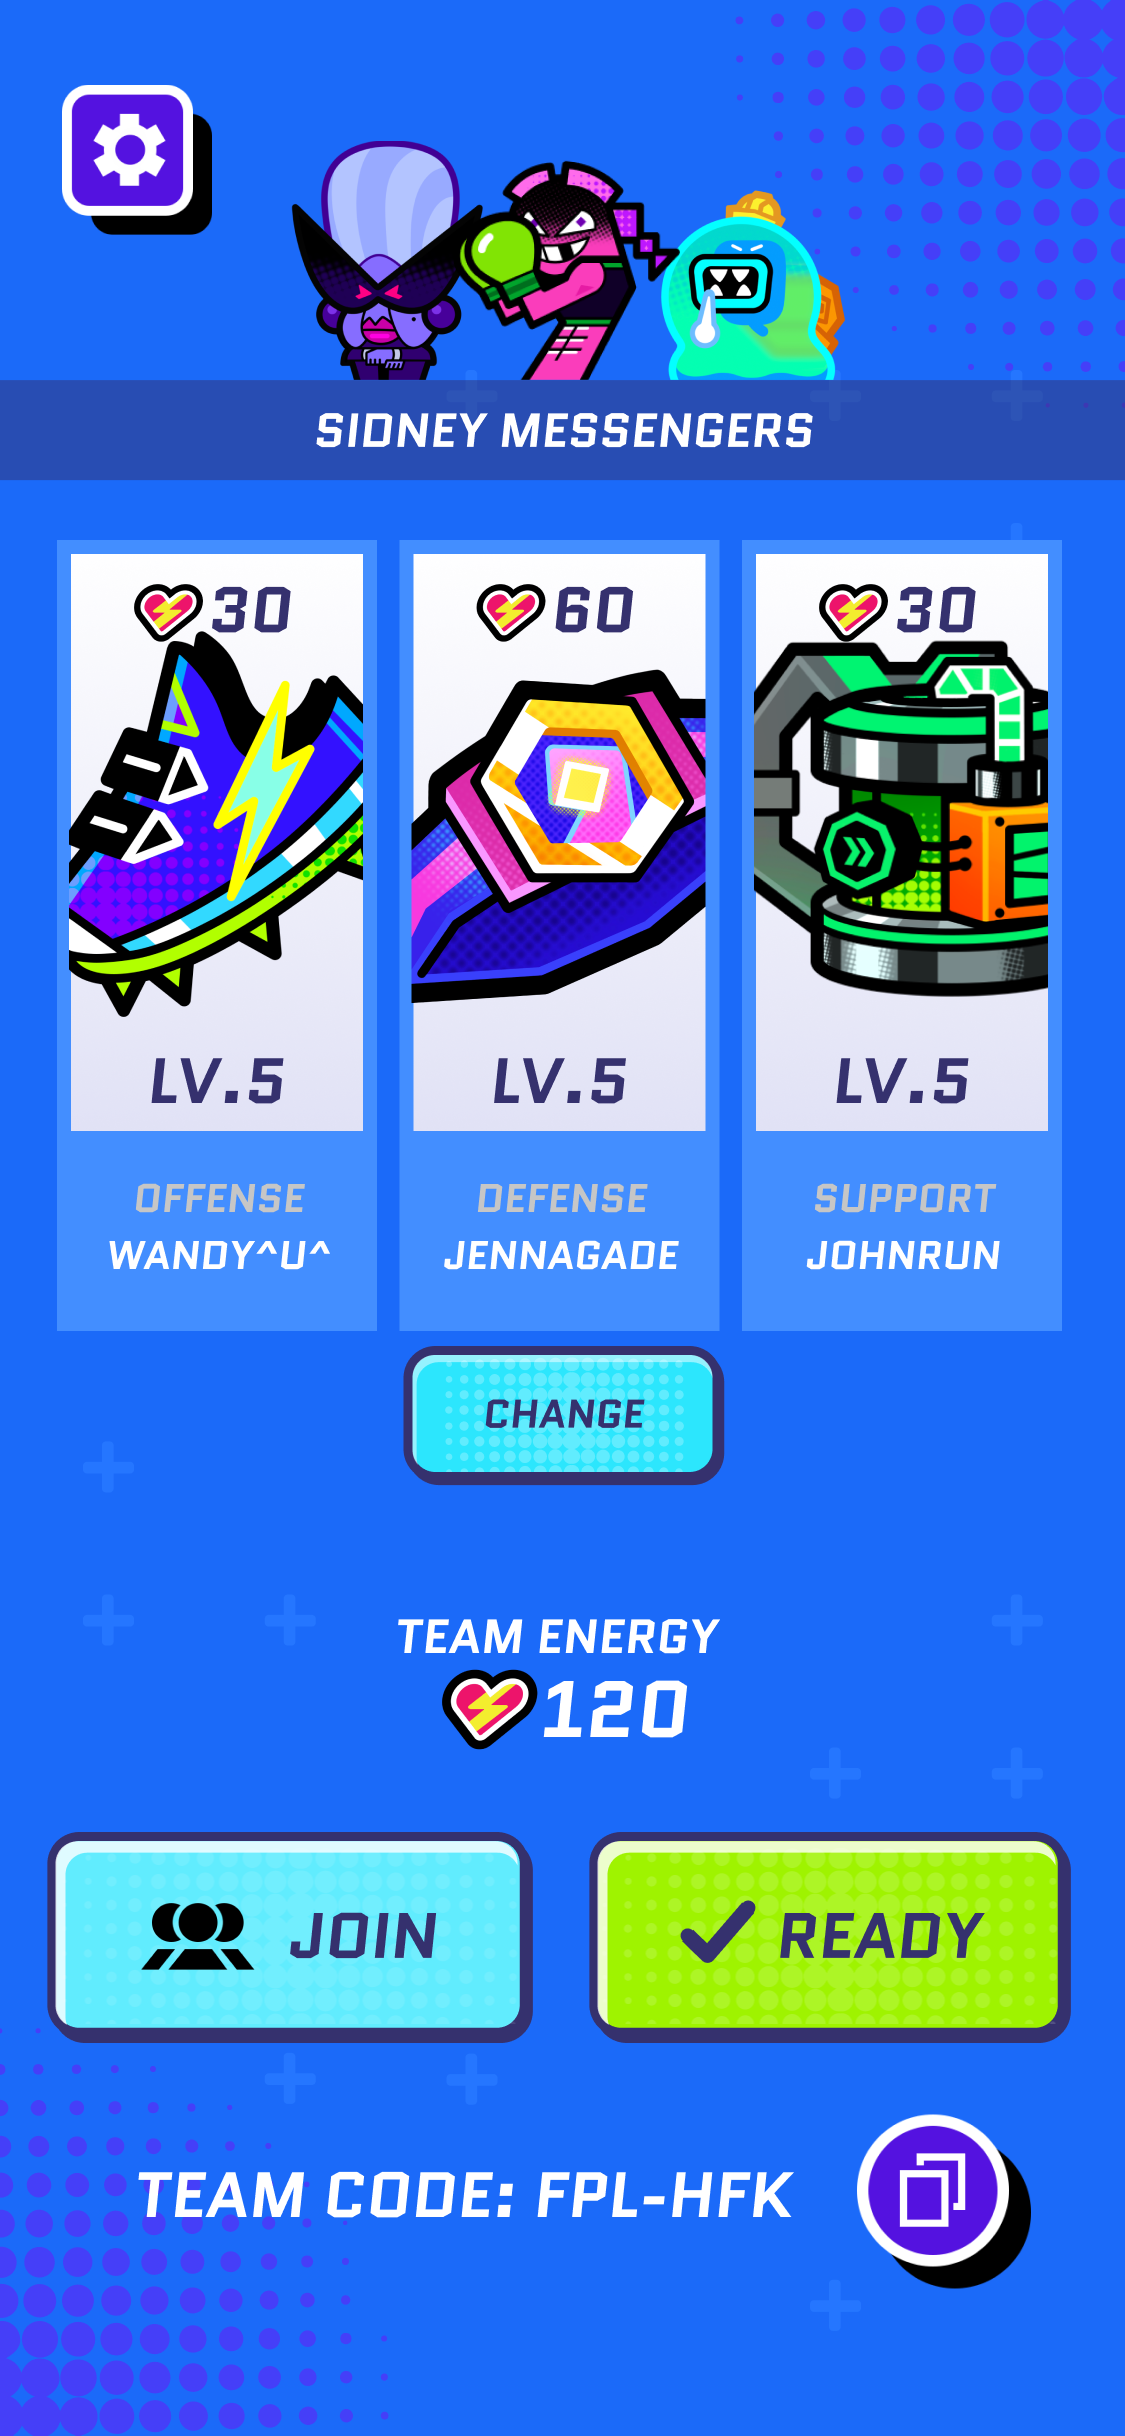 SIDNEY MESSENGERS
30
60
30
LV.5
LV.5
LV.5
OFFENSE
WANDY^U^
DEFENSE
JENNAGADE
SUPPORT
JOHNRUN
CHANGE
TEAM ENERGY
120
JOIN
READY
TEAM CODE: FPL-HFK